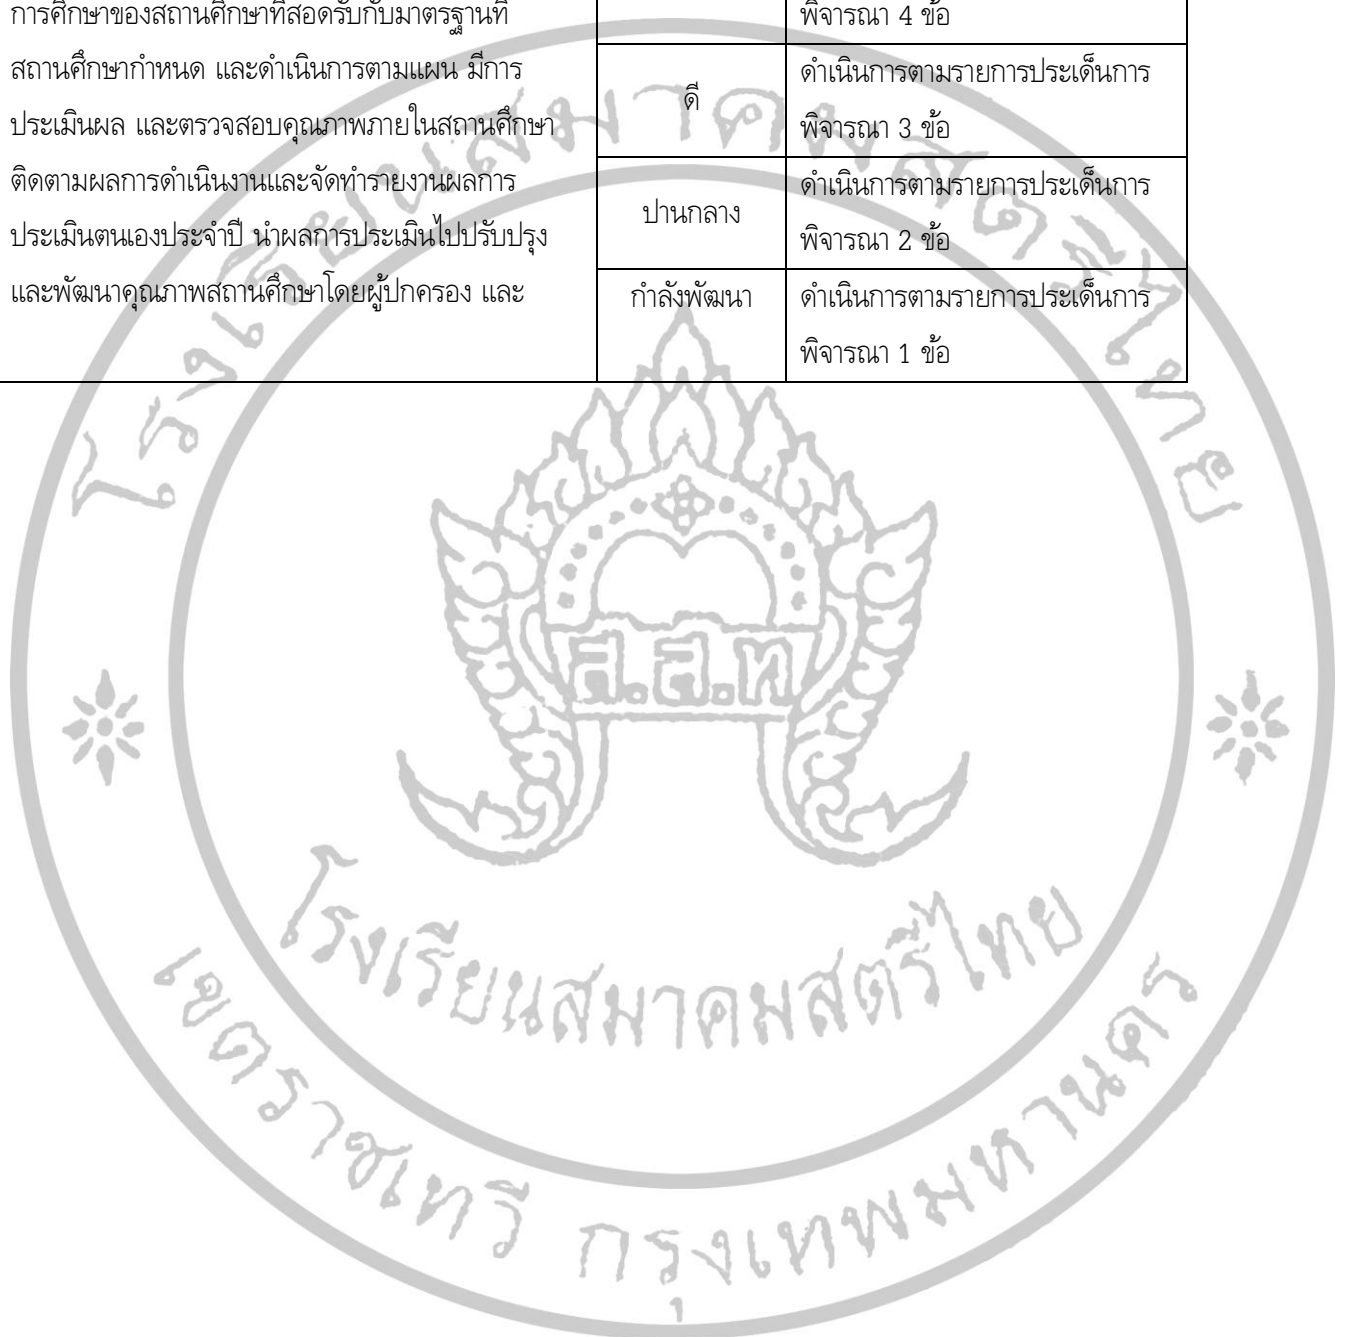 การศึกษาของสถานศึกษาที่สอดรับกับมาตรฐานที่
สถานศึกษากำหนด และดำเนินการตามแผน มีการ
ประเมินผล และตรวจสอบคุณภาพภายในสถานศึกษา
ติดตามผลการดำเนินงานและจัดทำรายงานผลการ
ประเมินตนเองประจำปี นำผลการประเมินไปปรับปรุง
และพัฒนาคุณภาพสถานศึกษาโดยผู้ปกครอง และ
พิจารณา 4 ข้อ
ดี
ดำเนินการตามรายการประเด็นการ
พิจารณา 3 ข้อ
ปานกลาง
ดำเนินการตามรายการประเด็นการ
พิจารณา 2 ข้อ
กำลังพัฒนา
ดำเนินการตามรายการประเด็นการ
พิจารณา 1 ข้อ
โรงเรียนสมาคมสตรีไทย
ส.ส.ท
โรงเรียนสมาคมสตรีไทย
เขตราชเทวี กรุงเทพมหานคร